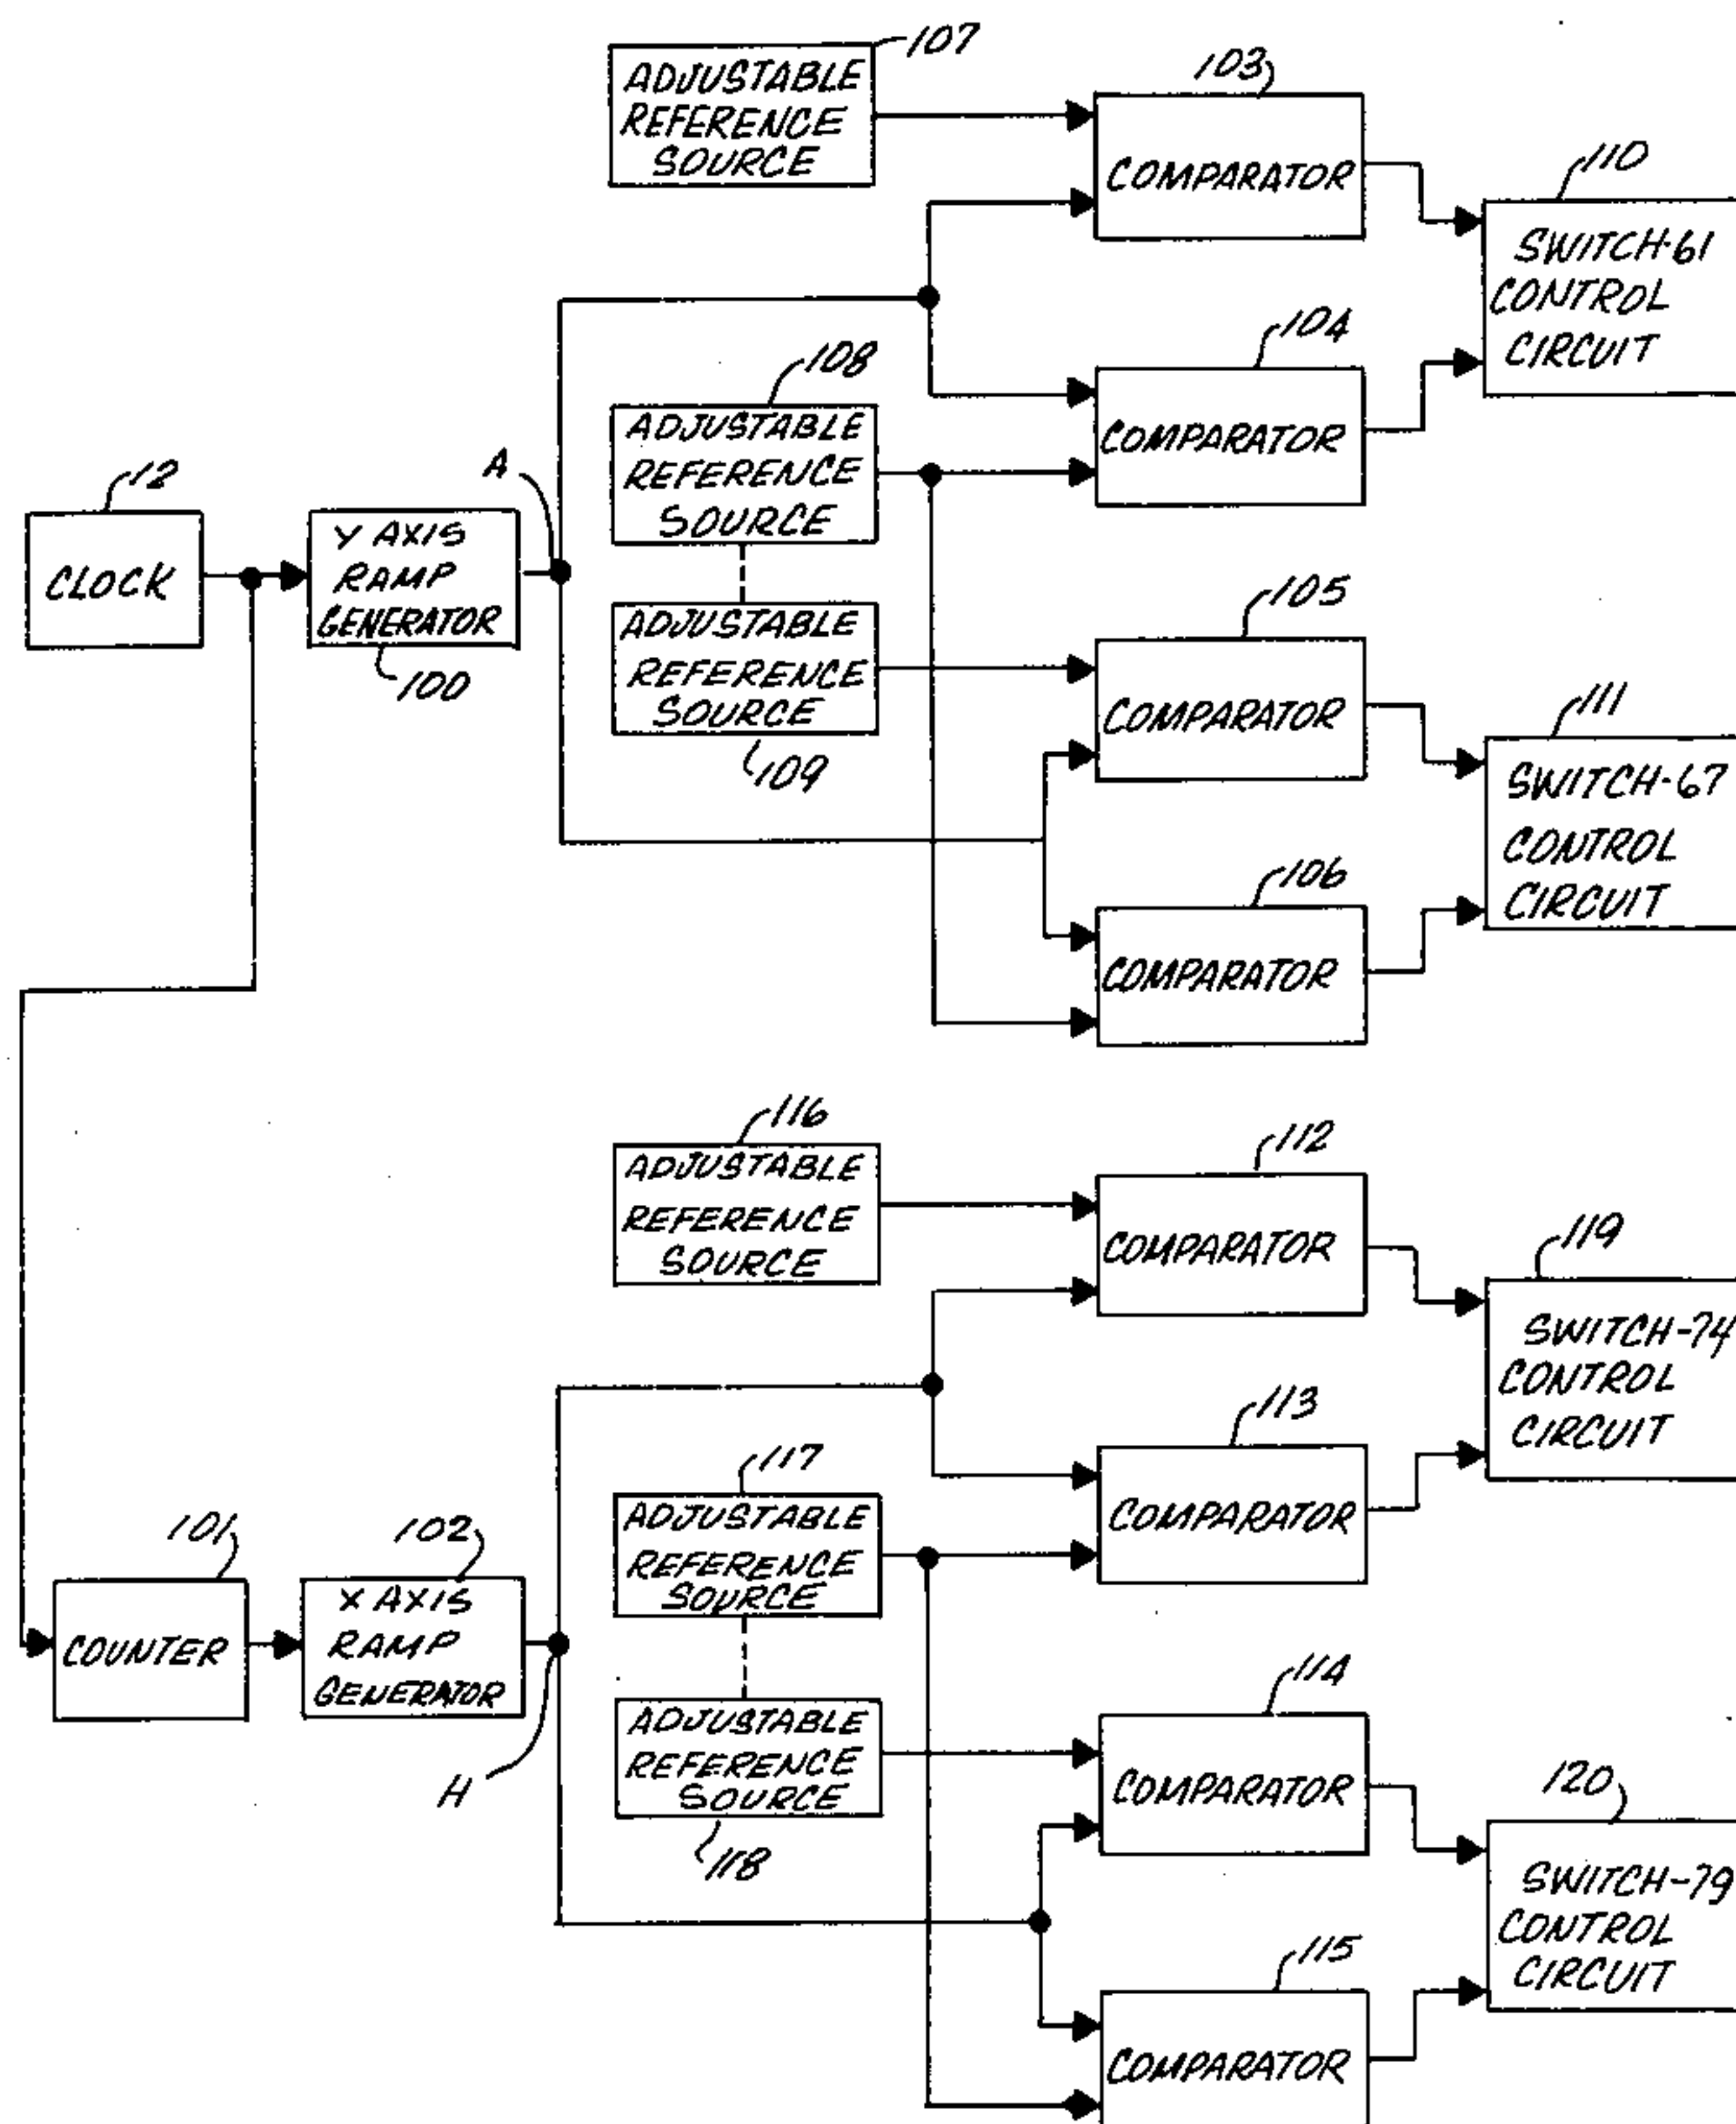 107
ADJUSTABLE
REFERENCE
SOURCE
103
COMPARATOR
110
SWITCH-61
CONTROL
CIRCUIT
104
COMPARATOR
108
ADJUSTABLE
REFERENCE
SOURCE
A
12
CLOCK
Y AXIS
RAMP
GENERATOR
100
ADJUSTABLE
REFERENCE
SOURCE
109
105
COMPARATOR
111
SWITCH-67
CONTROL
CIRCUIT
106
COMPARATOR
116
ADJUSTABLE
REFERENCE
SOURCE
112
COMPARATOR
119
SWITCH-74
CONTROL
CIRCUIT
113
COMPARATOR
117
ADJUSTABLE
REFERENCE
SOURCE
101
COUNTER
102
X AXIS
RAMP
GENERATOR
H
ADJUSTABLE
REFERENCE
SOURCE
118
114
COMPARATOR
120
SWITCH-79
CONTROL
CIRCUIT
115
COMPARATOR